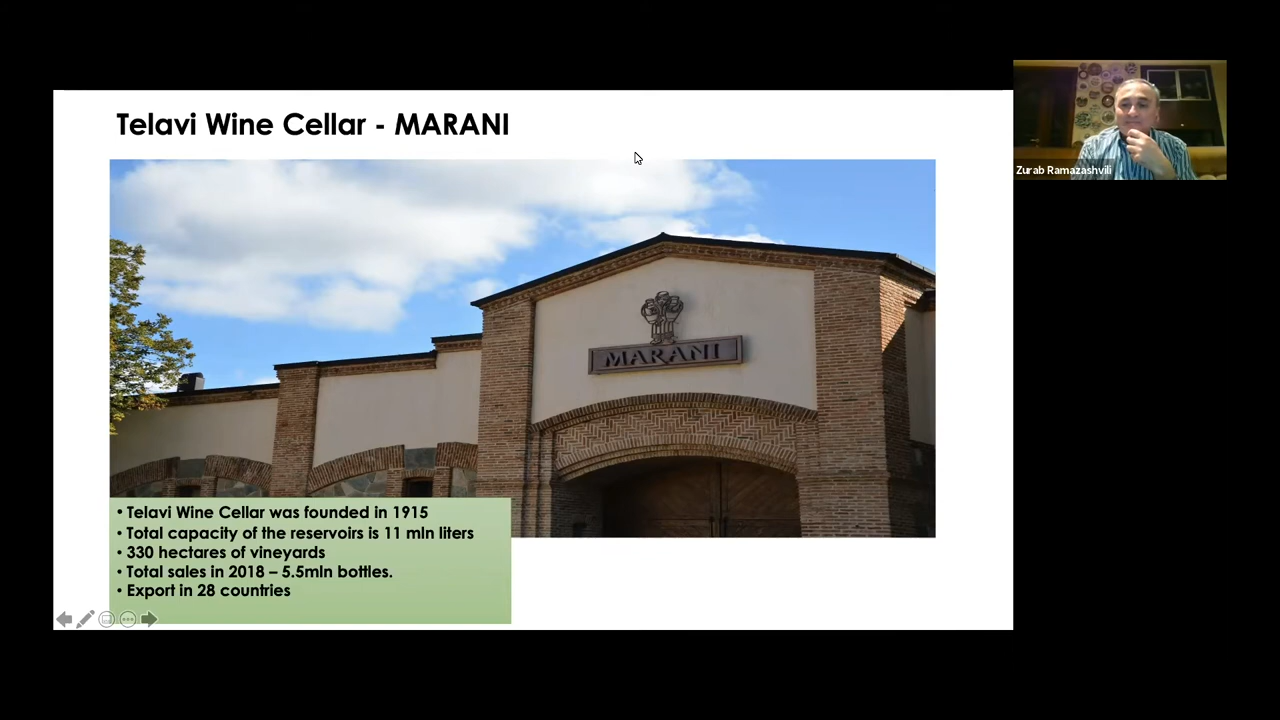 Telavi Wine Cellar - MARANI
Zurab Ramazashvili
MARANI
• Telavi Wine Cellar was founded in 1915
• Total capacity of the reservoirs is 11 mln liters
• 330 hectares of vineyards
• Total sales in 2018 – 5.5mln bottles.
• Export in 28 countries